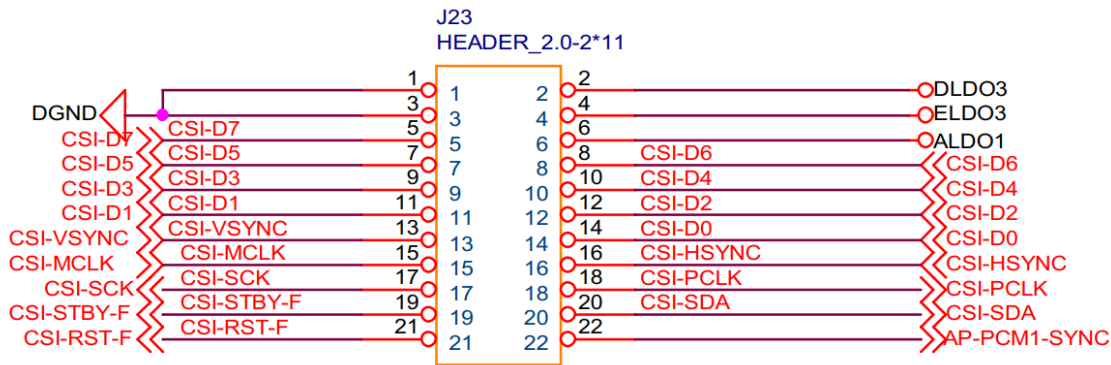 J23
HEADER_2.0-2*11
1 1 2 2 DLDO3
DGND 3 3 4 4 ELDO3
CSI-D7 CSI-D7 5 5 6 6 ALDO1
CSI-D5 CSI-D5 7 7 8 8 CSI-D6 CSI-D6
CSI-D3 CSI-D3 9 9 10 10 CSI-D4 CSI-D4
CSI-D1 CSI-D1 11 11 12 12 CSI-D2 CSI-D2
CSI-VSYNC CSI-VSYNC 13 13 14 14 CSI-D0 CSI-D0
CSI-MCLK CSI-MCLK 15 15 16 16 CSI-HSYNC CSI-HSYNC
CSI-SCK CSI-SCK 17 17 18 18 CSI-PCLK CSI-PCLK
CSI-STBY-F CSI-STBY-F 19 19 20 20 CSI-SDA CSI-SDA
CSI-RST-F CSI-RST-F 21 21 22 22 AP-PCM1-SYNC